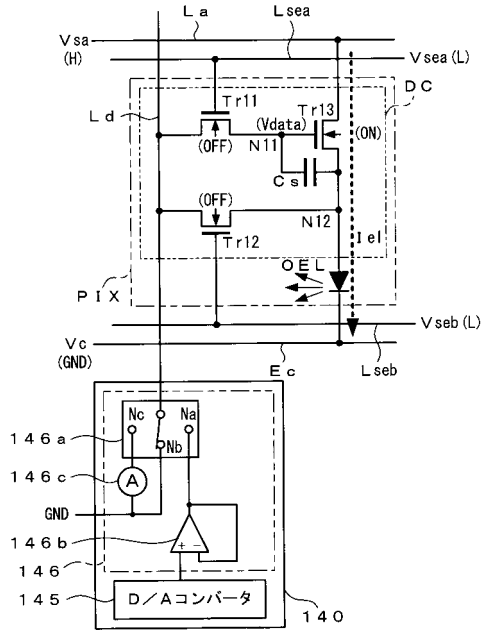 La
Lsea
Vsa
(H)
Vsea(L)
DC
Ld
Tr11
Tr13
(Vdata)
(OFF)
N11
(ON)
Cs
(OFF)
N12
Tr12
Iel
OEL
PIX
Vseb(L)
Vc
(GND)
Ec
Lseb
Nc
Na
146a
Nb
146c
A
GND
146b
+ -
146
145
D/Aコンバータ
140